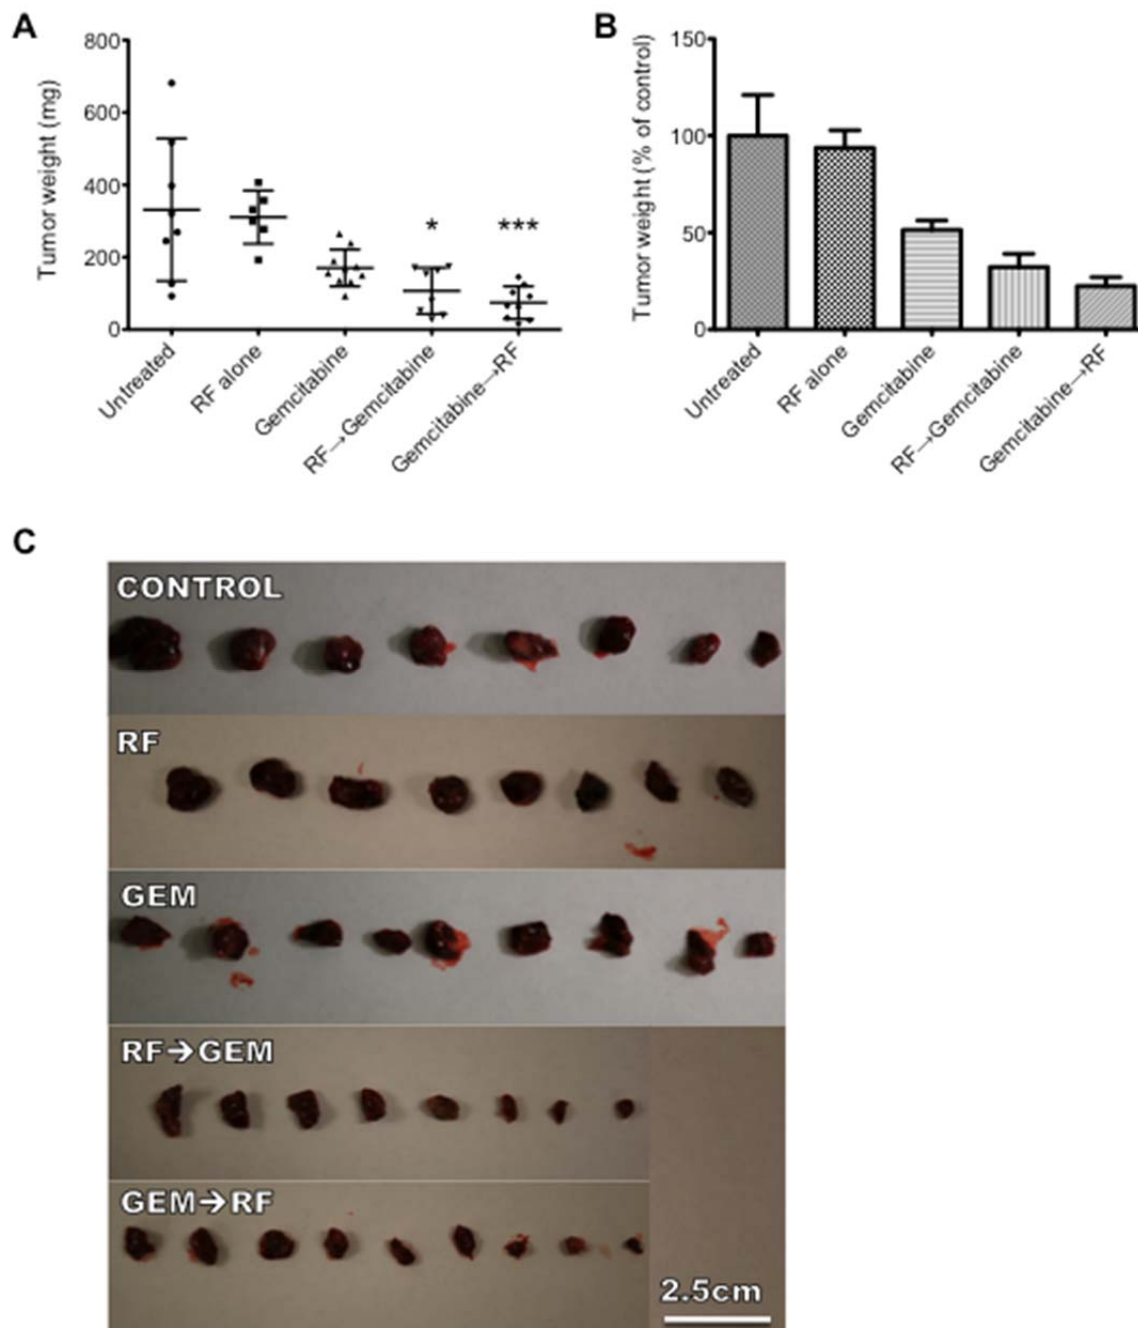 A
Tumor weight (mg)
800
600
400
200
0
*
***
Untreated
RF alone
Gemcitabine
RF→Gemcitabine
Gemcitabine→RF
B
Tumor weight (% of control)
150
100
50
0
Untreated
RF alone
Gemcitabine
RF→Gemcitabine
Gemcitabine→RF
C
CONTROL
RF
GEM
RF→GEM
GEM→RF
2.5cm